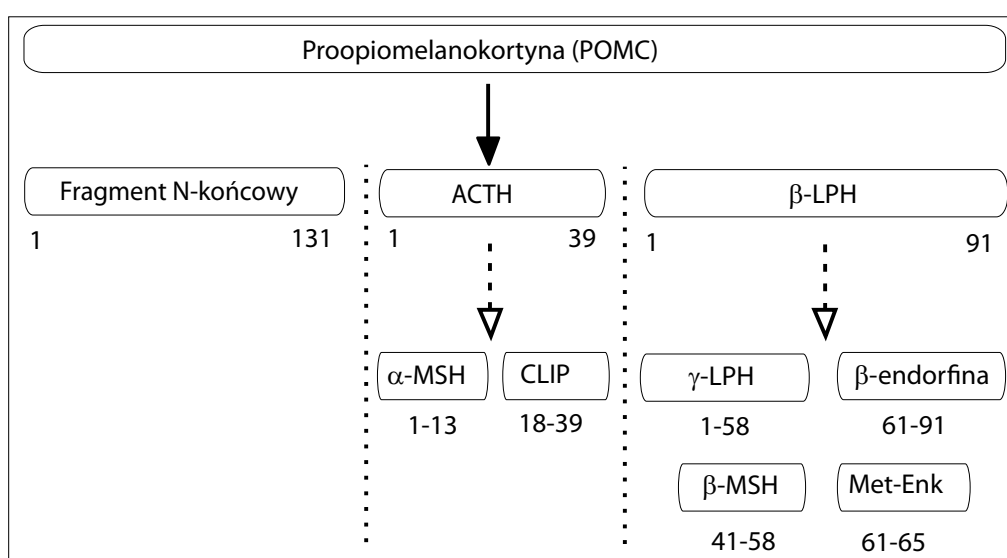 Proopiomelanokortyna (POMC)
Fragment N-końcowy ACTH β-LPH
1 131 1 39 1 91
α-MSH CLIP γ-LPH β-endorfina
1-13 18-39 1-58 61-91
β-MSH Met-Enk
41-58 61-65